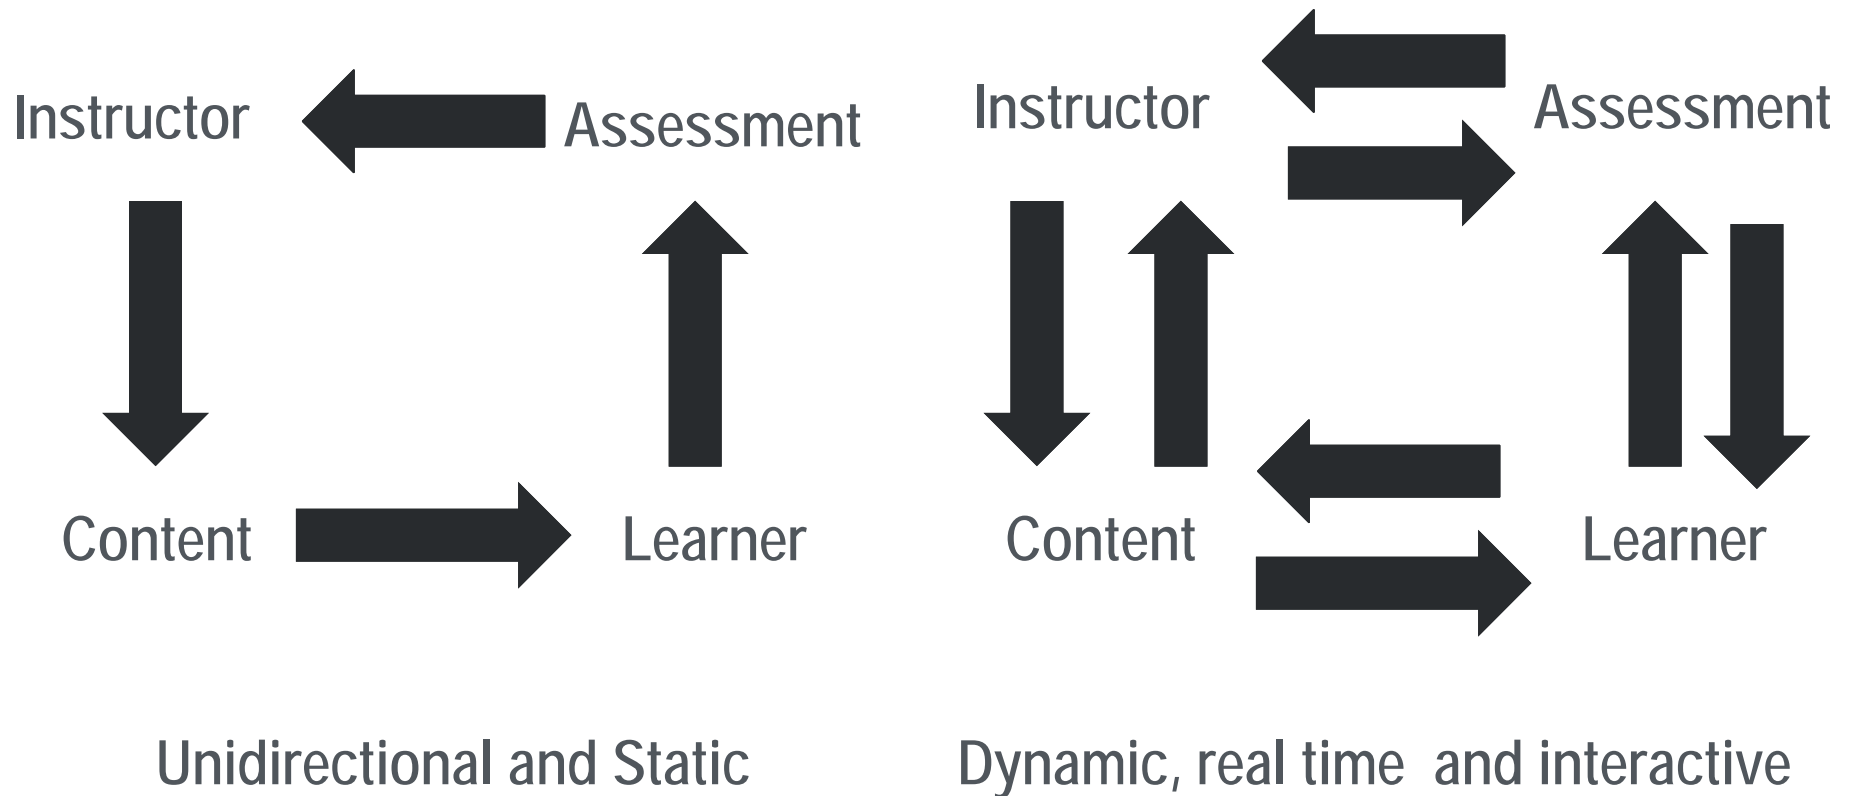 Instructor
Assessment
Content
Learner
Unidirectional and Static
Instructor
Assessment
Content
Learner
Dynamic, real time  and interactive